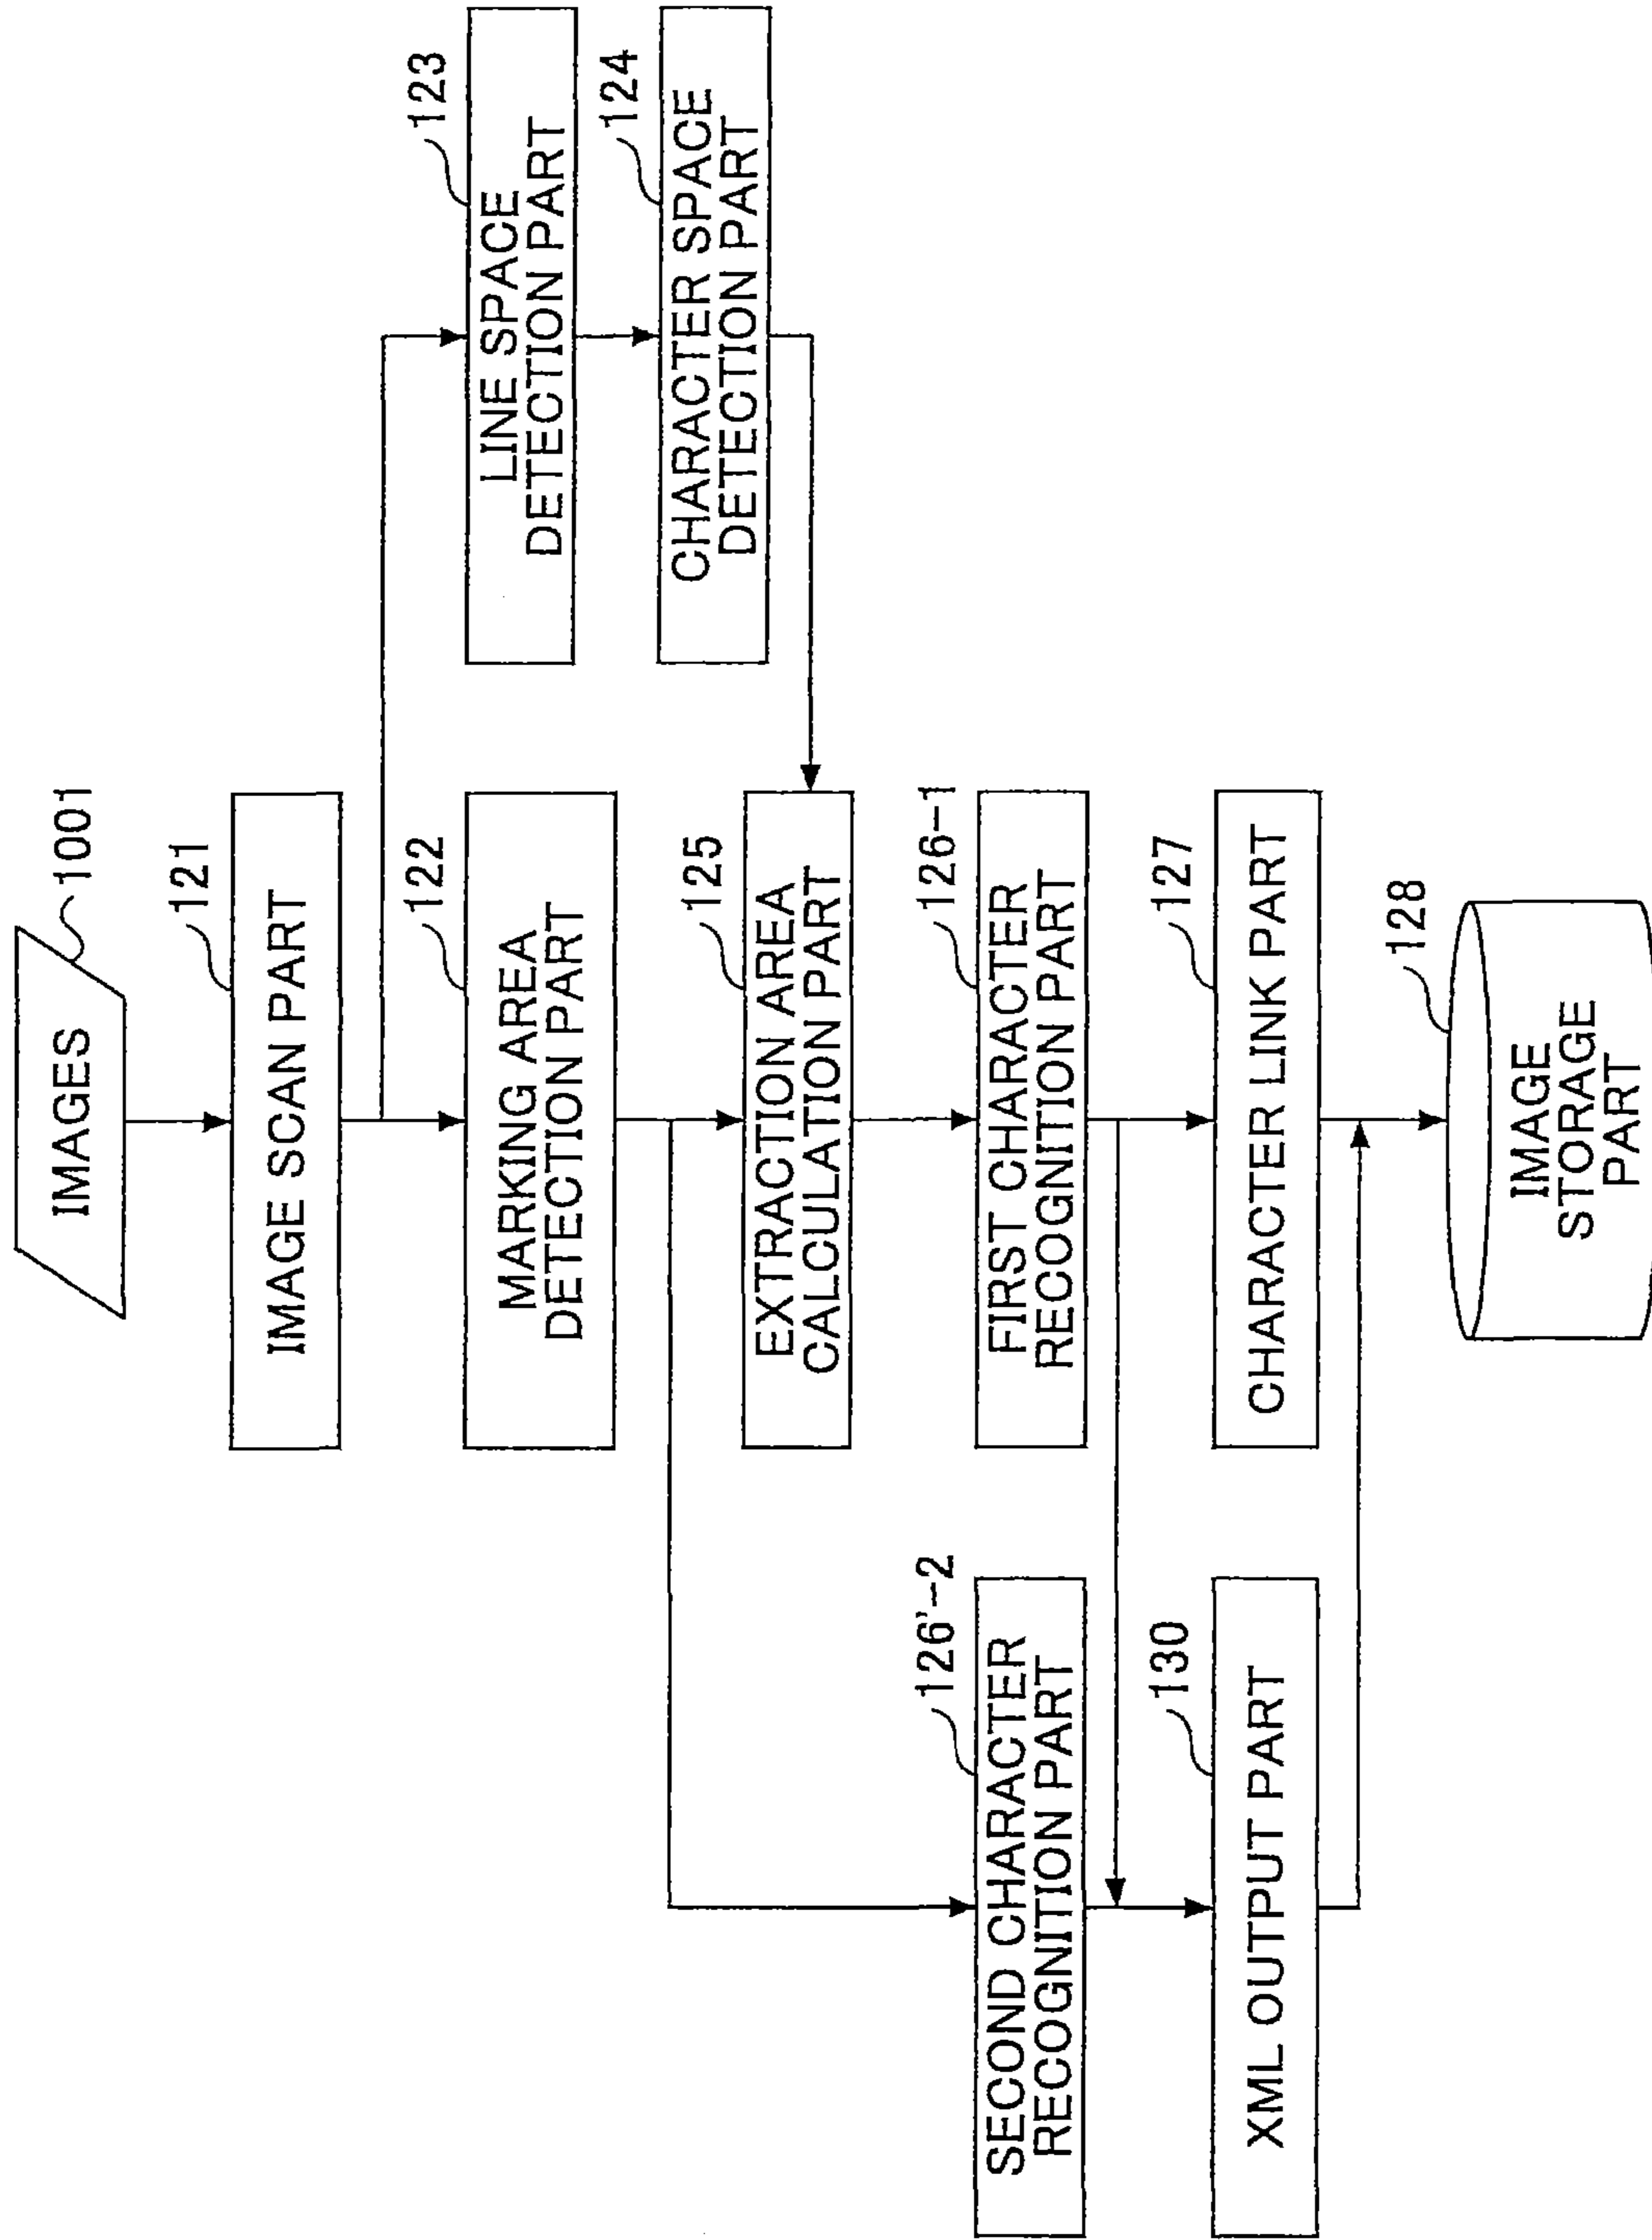 IMAGES
1001
121
IMAGE SCAN PART
122
MARKING AREA
DETECTION PART
123
LINE SPACE
DETECTION PART
124
CHARACTER SPACE
DETECTION PART
125
EXTRACTION AREA
CALCULATION PART
126-1
FIRST CHARACTER
RECOGNITION PART
126'-2
SECOND CHARACTER
RECOGNITION PART
127
CHARACTER LINK PART
130
XML OUTPUT PART
128
IMAGE
STORAGE
PART